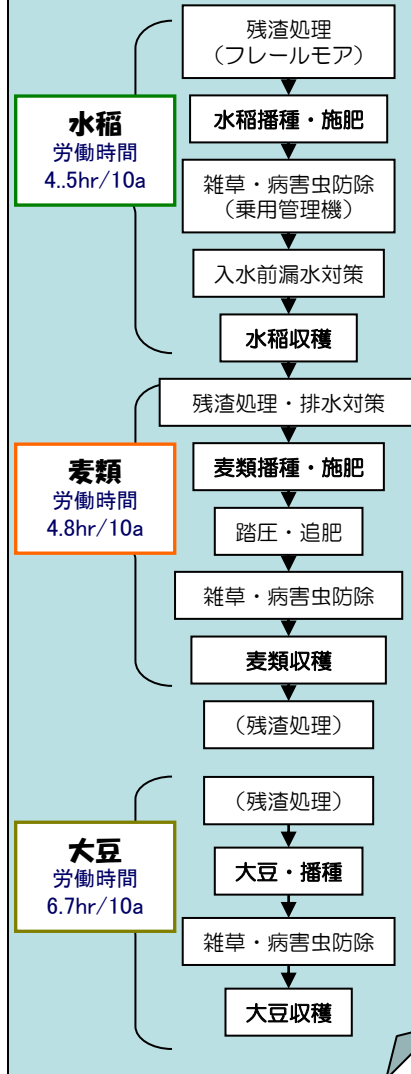 残渣処理
（フレールモア）
水稲
労働時間
4..5hr/10a
水稲播種・施肥
雑草・病害虫防除
（乗用管理機）
入水前漏水対策
水稲収穫
残渣処理・排水対策
麦類
労働時間
4.8hr/10a
麦類播種・施肥
踏圧・追肥
雑草・病害虫防除
麦類収穫
（残渣処理）
（残渣処理）
大豆
労働時間
6.7hr/10a
大豆・播種
雑草・病害虫防除
大豆収穫